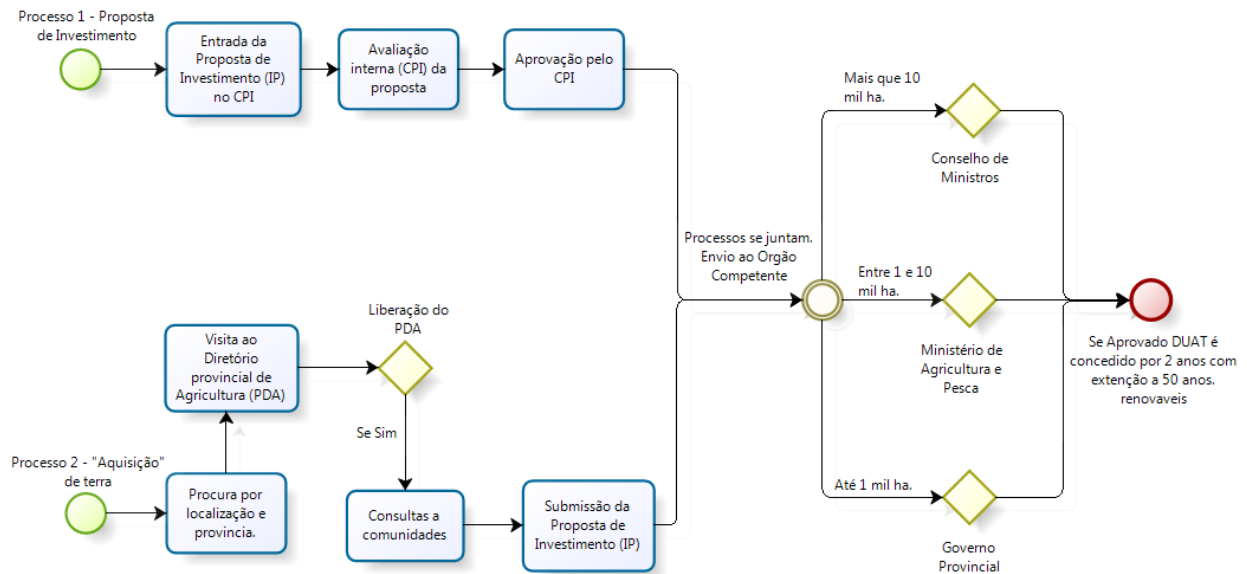 Processo 1 - Proposta
de Investimento
Entrada da
Proposta de
Investimento (IP)
no CPI
Avaliação
interna (CPI) da
proposta
Aprovação pelo
CPI
Mais que 10
mil ha.
Conselho de
Ministros
Processos se juntam.
Envio ao Orgão
Competente
Entre 1 e 10
mil ha.
Ministério de
Agricultura e
Pesca
Se Aprovado DUAT é
concedido por 2 anos com
extenção a 50 anos.
renovaveis
Visita ao
Diretório
provincial de
Agricultura (PDA)
Liberação do
PDA
Se Sim
Processo 2 - "Aquisição"
de terra
Procura por
localização e
provincia.
Consultas a
comunidades
Submissão da
Proposta de
Investimento (IP)
Até 1 mil ha.
Governo
Provincial